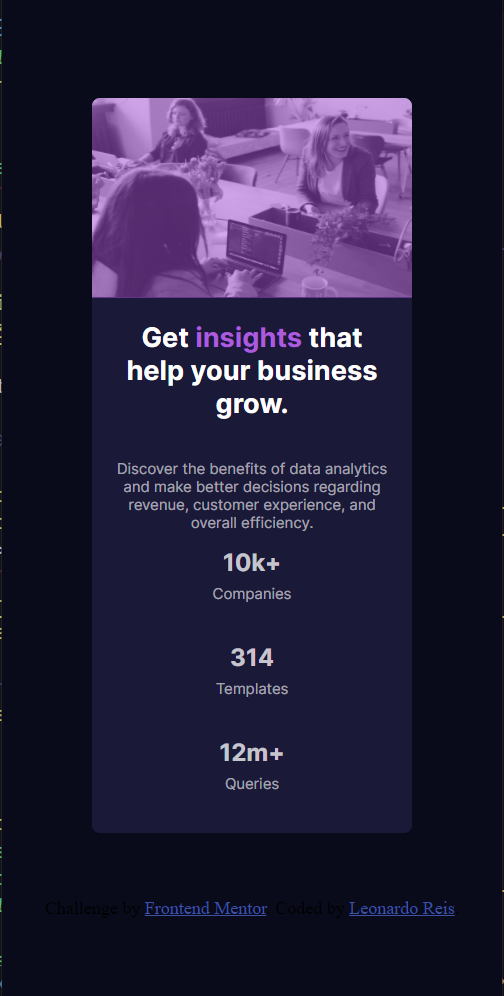 Get insights that
help your business
grow.
Discover the benefits of data analytics
and make better decisions regarding
revenue, customer experience, and
overall efficiency.
10k+
Companies
314
Templates
12m+
Queries
Challenge by Frontend Mentor. Coded by Leonardo Reis.